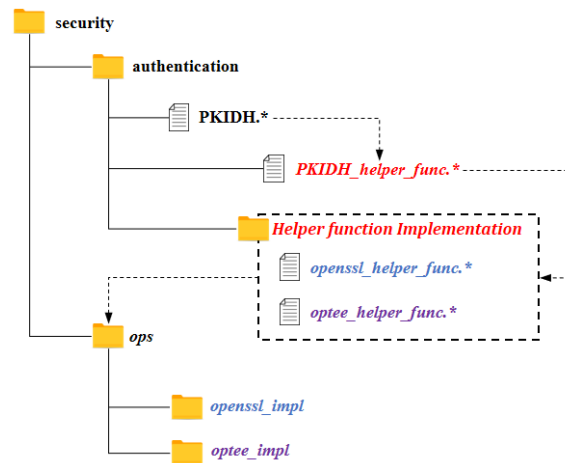 security
authentication
PKIDH.*
PKIDH_helper_func.*
Helper function Implementation
openssl_helper_func.*
optee_helper_func.*
ops
openssl_impl
optee_impl